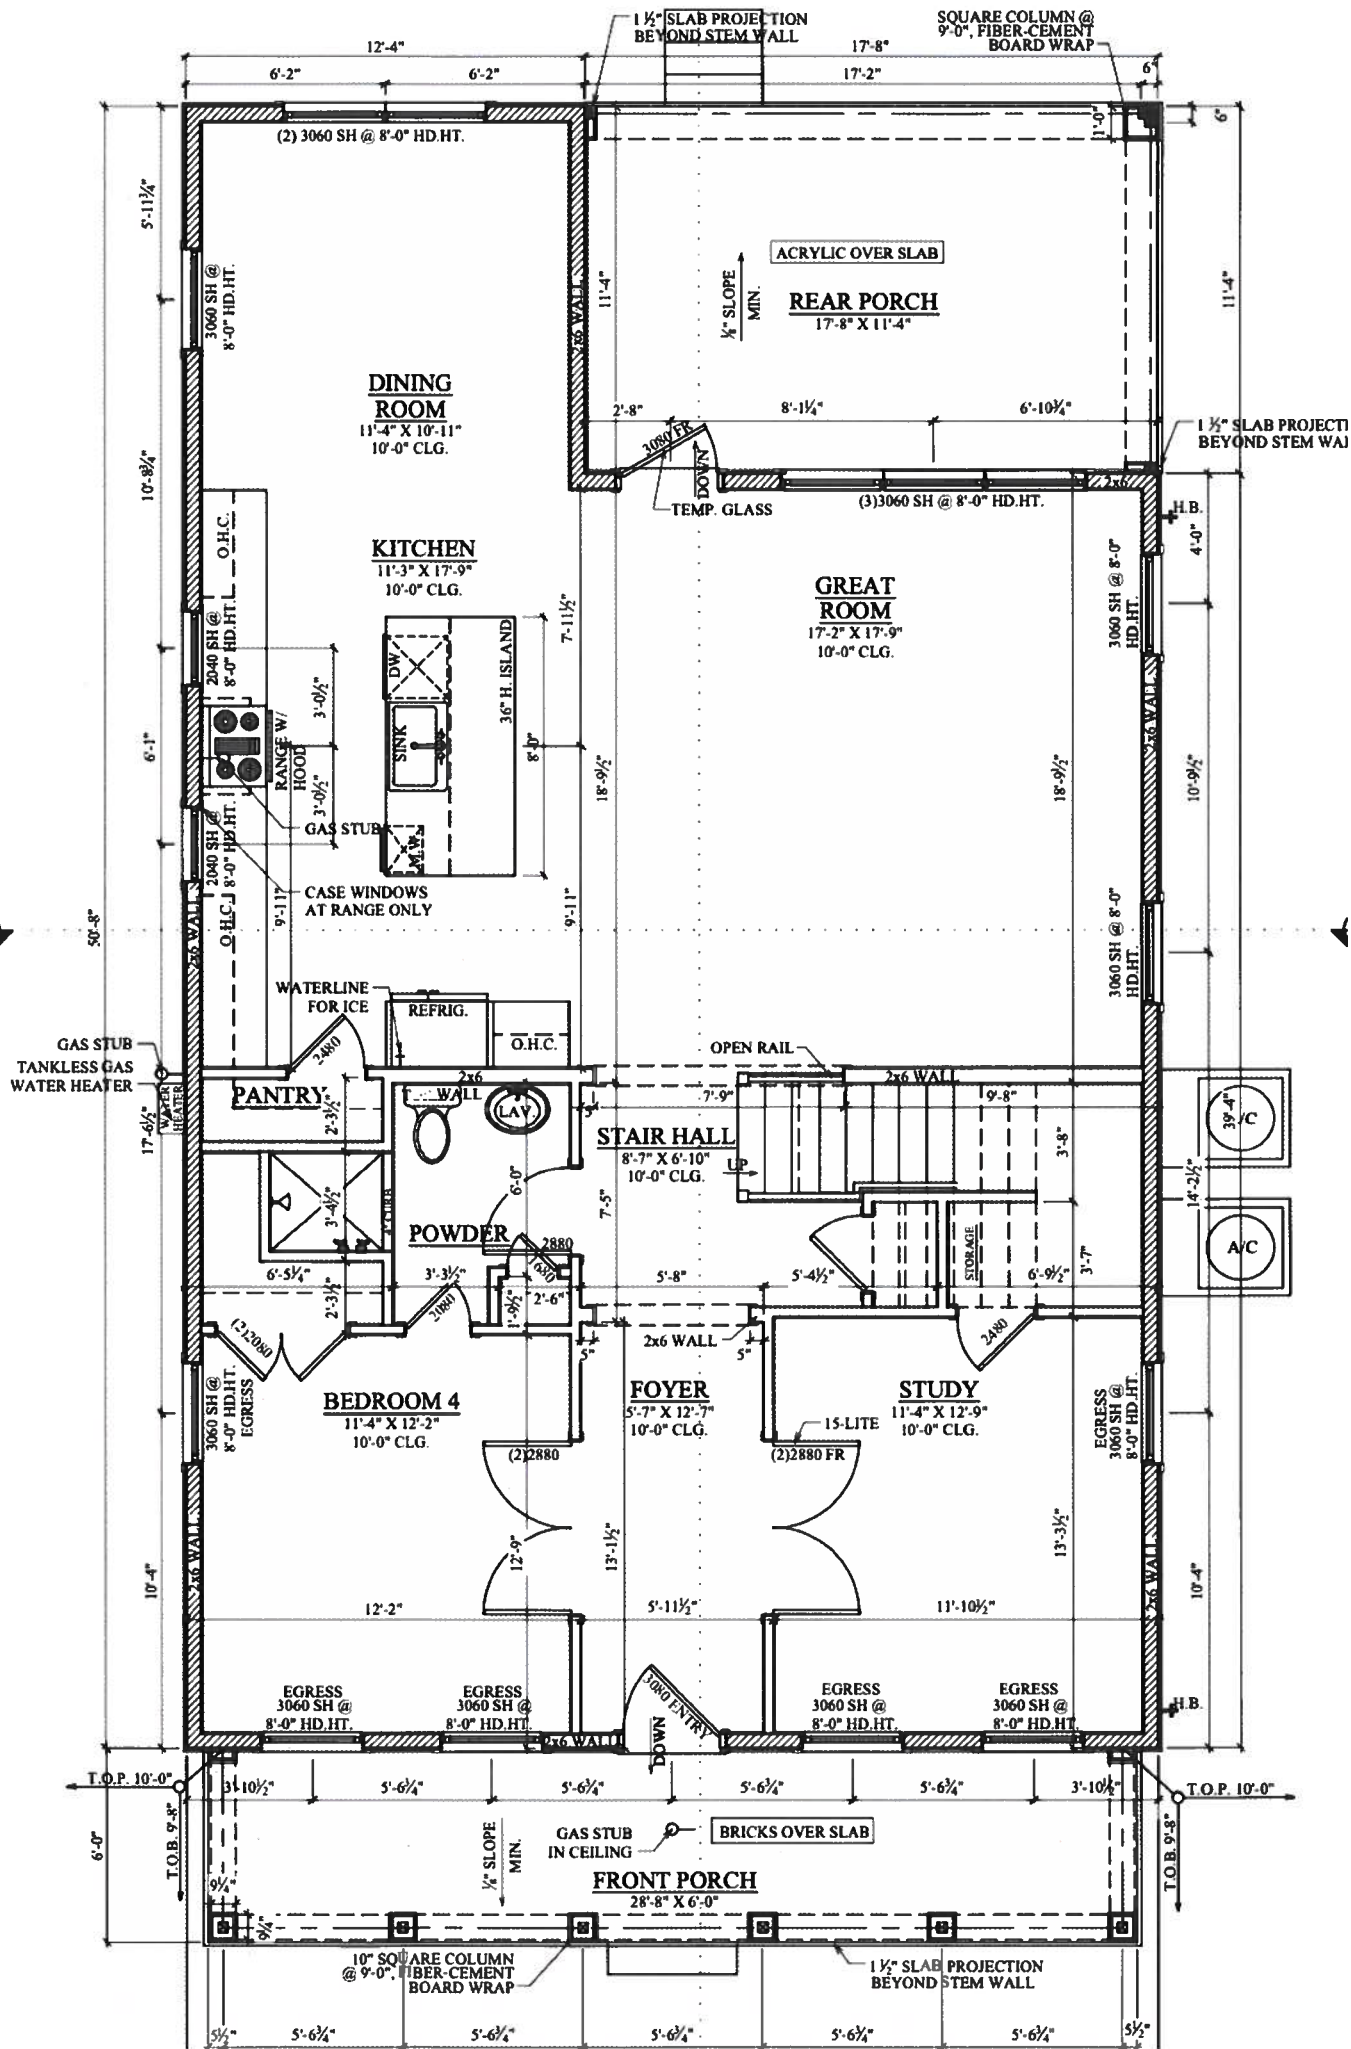 1 ½" SLAB PROJECTION
BEYOND STEM WALL
SQUARE COLUMN @
9'-0", FIBER-CEMENT
BOARD WRAP
12'-4"
17'-8"
6'-2"
6'-2"
17'-2"
6"
(2) 3060 SH @ 8'-0" HD.HT.
1'-0"
6"
5'-11¾"
3060 SH @
8'-0" HD.HT.
2x6 WALL
11'-4"
⅛" SLOPE
MIN.
ACRYLIC OVER SLAB
REAR PORCH
17'-8" X 11'-4"
11'-4"
DINING
ROOM
11'-4" X 10'-11"
10'-0" CLG.
2'-8"
8'-1¼"
6'-10¾"
1 ½" SLAB PROJECTI
BEYOND STEM WAL
3080 FR
DOWN
TEMP. GLASS
(3)3060 SH @ 8'-0" HD.HT.
2x6
H.B.
4'-0"
10'-8¾"
O.H.C.
KITCHEN
11'-3" X 17'-9"
10'-0" CLG.
GREAT
ROOM
17'-2" X 17'-9"
10'-0" CLG.
3060 SH @ 8'-0"
HD.HT.
7'-11½"
2040 SH @
8'-0" HD.HT.
DW
36" H. ISLAND
3'-0½"
SINK
8'-0"
RANGE W/
HOOD
6'-1"
3'-0½"
18'-9½"
18'-9½"
2x6 WALL
10'-9½"
GAS STUB
M.W.
2040 SH @
8'-0" HD.HT.
CASE WINDOWS
AT RANGE ONLY
9'-11"
9'-11"
50'-8"
2x6 WALL
O.H.C.
3060 SH @ 8'-0"
HD.HT.
WATERLINE
FOR ICE
REFRIG.
O.H.C.
GAS STUB
TANKLESS GAS
WATER HEATER
WATER
HEATER
17'-6½"
2480
PANTRY
2'-3½"
2x6
WALL
LAV.
OPEN RAIL
2x6 WALL
5"
7'-9"
9'-8"
39'-4"
A/C
STAIR HALL
8'-7" X 6'-10"
10'-0" CLG.
UP
3'-8"
14'-2½"
3'-4½"
4" CURB
6'-0"
7'-5"
POWDER
2880
1680
STORAGE
A/C
6'-5¼"
2'-3½"
3'-3½"
2'-6"
1'-9½"
5'-8"
5'-4½"
6'-9½"
3'-7"
(2)2080
2080
5"
2x6 WALL
5"
2480
3060 SH @
8'-0" HD.HT.
EGRESS
BEDROOM 4
11'-4" X 12'-2"
10'-0" CLG.
FOYER
5'-7" X 12'-7"
10'-0" CLG.
STUDY
11'-4" X 12'-9"
10'-0" CLG.
EGRESS
3060 SH @
8'-0" HD.HT.
15-LITE
(2)2880
(2)2880 FR
10'-4"
2x6 WALL
12'-9"
13'-1½"
13'-3½"
2x6 WALL
10'-4"
12'-2"
5'-11½"
11'-10½"
EGRESS
3060 SH @
8'-0" HD.HT.
EGRESS
3060 SH @
8'-0" HD.HT.
2x6 WALL
3080 ENTRY
DOWN
EGRESS
3060 SH @
8'-0" HD.HT.
EGRESS
3060 SH @
8'-0" HD.HT.
H.B.
T.O.P. 10'-0"
T.O.B. 9'-8"
3'-10½"
5'-6¾"
5'-6¾"
5'-6¾"
5'-6¾"
3'-10½"
T.O.P. 10'-0"
T.O.B. 9'-8"
6'-0"
⅛" SLOPE
MIN.
GAS STUB
IN CEILING
BRICKS OVER SLAB
FRONT PORCH
28'-8" X 6'-0"
9¼"
9¼"
10" SQUARE COLUMN
@ 9'-0", FIBER-CEMENT
BOARD WRAP
1 ½" SLAB PROJECTION
BEYOND STEM WALL
5½"
5'-6¾"
5'-6¾"
5'-6¾"
5'-6¾"
5'-6¾"
5½"